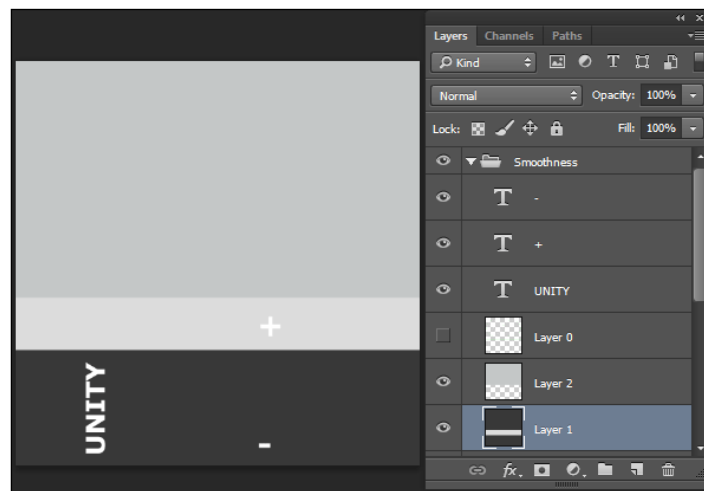 Layers Channels Paths
Kind T
Normal Opacity: 100%
Lock: Fill: 100%
Smoothness
T -
T +
T UNITY
Layer 0
Layer 2
Layer 1
fx.
+
UNITY
-